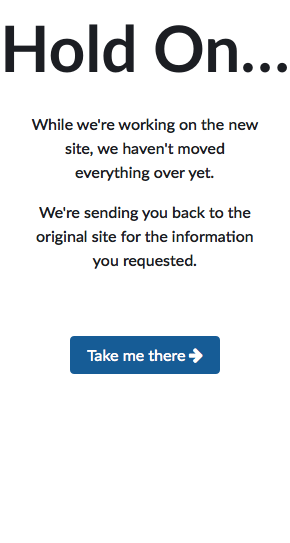 Hold On...
While we're working on the new
site, we haven't moved
everything over yet.
We're sending you back to the
original site for the information
you requested.
Take me there